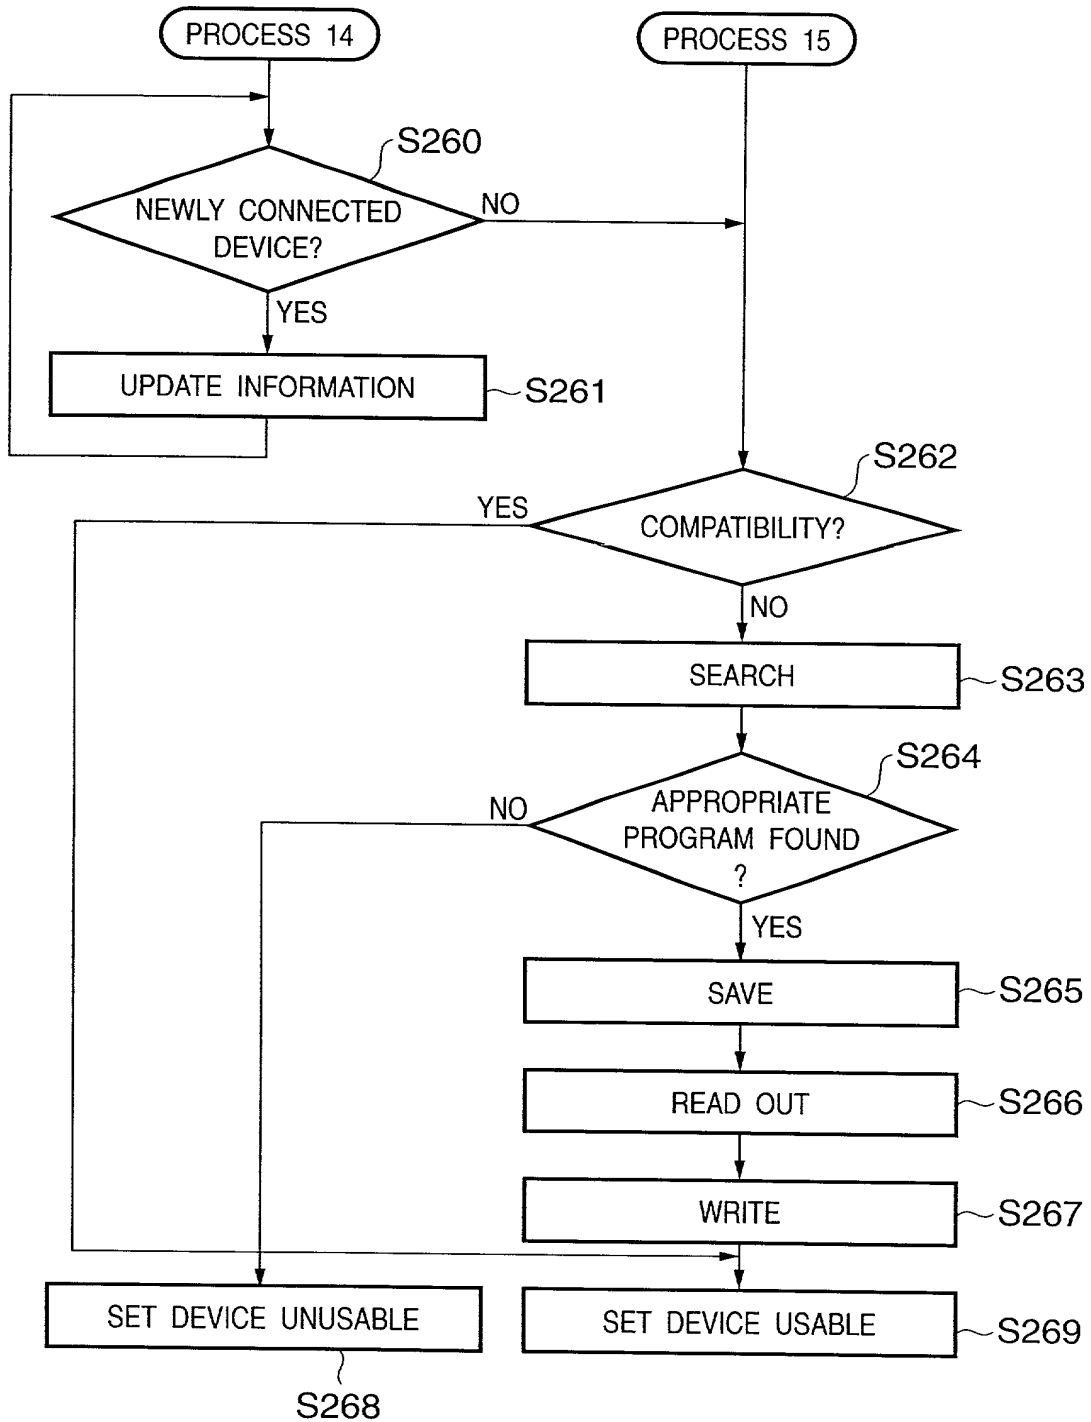 PROCESS 14
PROCESS 15
S260
NEWLY CONNECTED
DEVICE?
NO
YES
UPDATE INFORMATION
S261
S262
YES
COMPATIBILITY?
NO
SEARCH
S263
S264
NO
APPROPRIATE
PROGRAM FOUND
?
YES
SAVE
S265
READ OUT
S266
WRITE
S267
SET DEVICE UNUSABLE
SET DEVICE USABLE
S269
S268